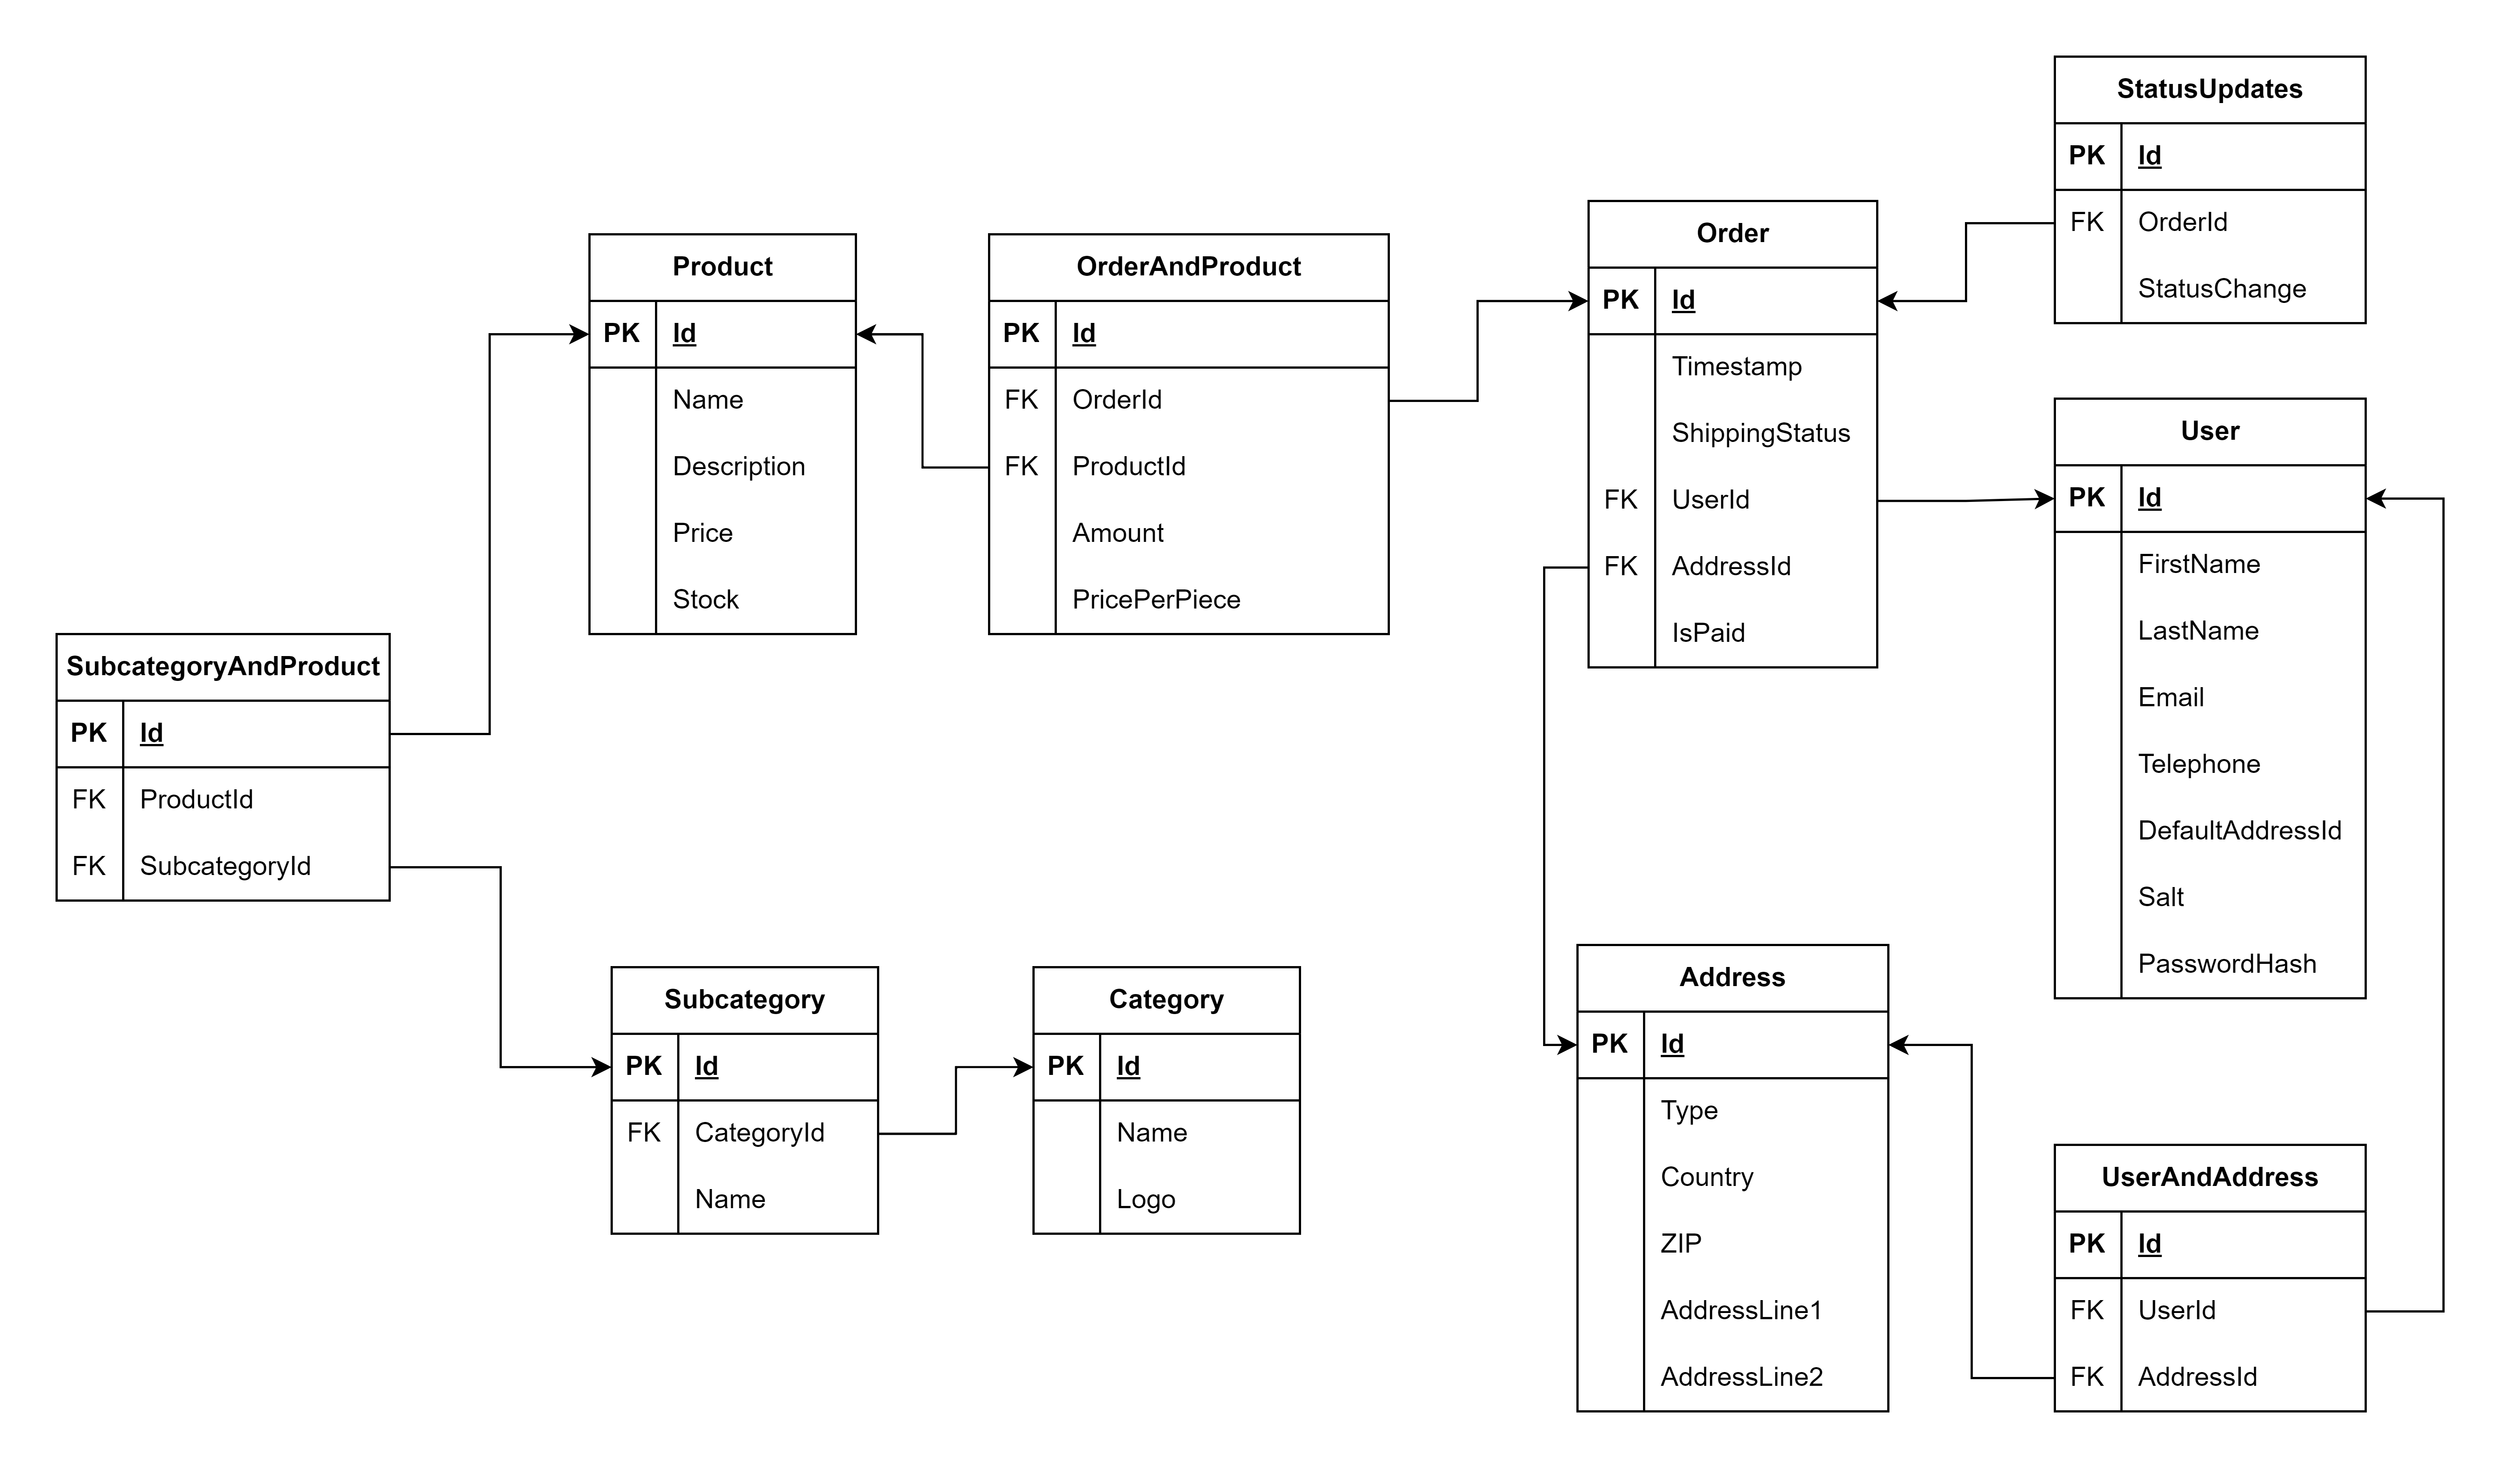 StatusUpdates
PK Id
FK OrderId
StatusChange
Order
PK Id
Timestamp
ShippingStatus
FK UserId
FK AddressId
IsPaid
Product
PK Id
Name
Description
Price
Stock
OrderAndProduct
PK Id
FK OrderId
FK ProductId
Amount
PricePerPiece
User
PK Id
FirstName
LastName
Email
Telephone
DefaultAddressId
Salt
PasswordHash
SubcategoryAndProduct
PK Id
FK ProductId
FK SubcategoryId
Subcategory
PK Id
FK CategoryId
Name
Category
PK Id
Name
Logo
Address
PK Id
Type
Country
ZIP
AddressLine1
AddressLine2
UserAndAddress
PK Id
FK UserId
FK AddressId